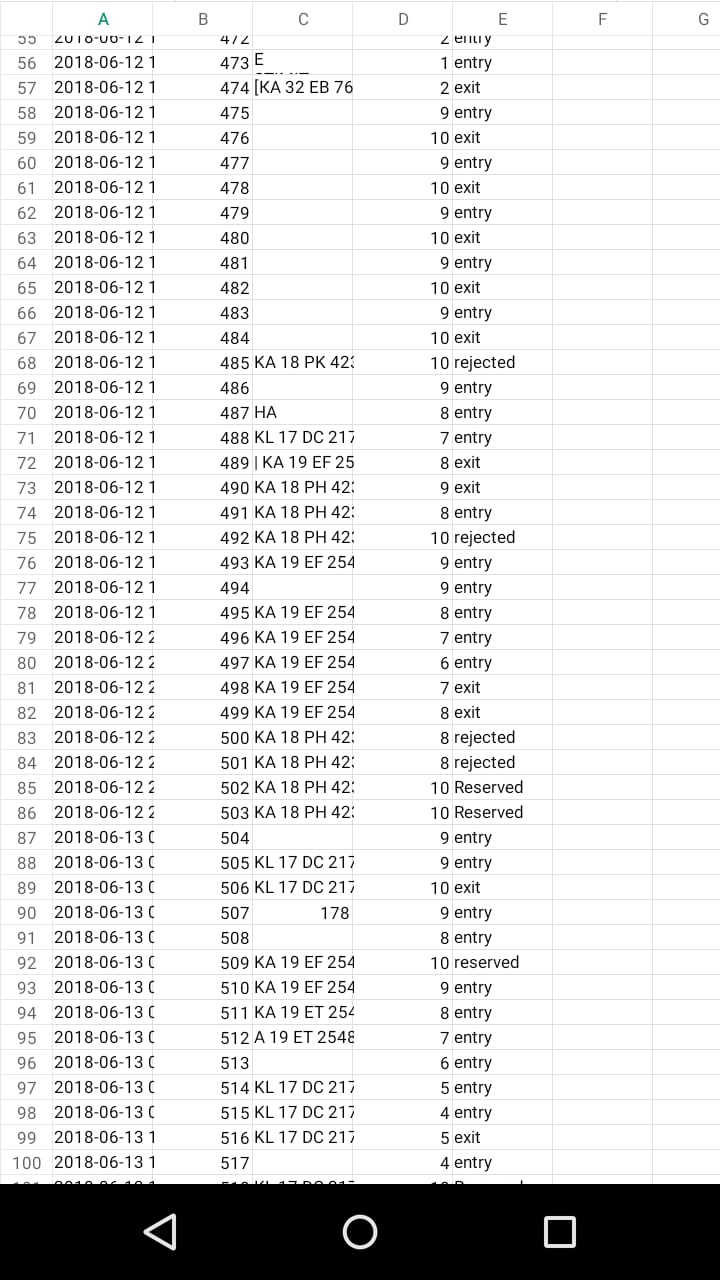 A B C D E F G
55 2018-06-12 1 472 2 entry
56 2018-06-12 1 473 E 1 entry
57 2018-06-12 1 474 [KA 32 EB 76 2 exit
58 2018-06-12 1 475 9 entry
59 2018-06-12 1 476 10 exit
60 2018-06-12 1 477 9 entry
61 2018-06-12 1 478 10 exit
62 2018-06-12 1 479 9 entry
63 2018-06-12 1 480 10 exit
64 2018-06-12 1 481 9 entry
65 2018-06-12 1 482 10 exit
66 2018-06-12 1 483 9 entry
67 2018-06-12 1 484 10 exit
68 2018-06-12 1 485 KA 18 PK 423 10 rejected
69 2018-06-12 1 486 9 entry
70 2018-06-12 1 487 HA 8 entry
71 2018-06-12 1 488 KL 17 DC 217 7 entry
72 2018-06-12 1 489 | KA 19 EF 25 8 exit
73 2018-06-12 1 490 KA 18 PH 423 9 exit
74 2018-06-12 1 491 KA 18 PH 423 8 entry
75 2018-06-12 1 492 KA 18 PH 423 10 rejected
76 2018-06-12 1 493 KA 19 EF 254 9 entry
77 2018-06-12 1 494 9 entry
78 2018-06-12 1 495 KA 19 EF 254 8 entry
79 2018-06-12 2 496 KA 19 EF 254 7 entry
80 2018-06-12 2 497 KA 19 EF 254 6 entry
81 2018-06-12 2 498 KA 19 EF 254 7 exit
82 2018-06-12 2 499 KA 19 EF 254 8 exit
83 2018-06-12 2 500 KA 18 PH 423 8 rejected
84 2018-06-12 2 501 KA 18 PH 423 8 rejected
85 2018-06-12 2 502 KA 18 PH 423 10 Reserved
86 2018-06-12 2 503 KA 18 PH 423 10 Reserved
87 2018-06-13 0 504 9 entry
88 2018-06-13 0 505 KL 17 DC 217 9 entry
89 2018-06-13 0 506 KL 17 DC 217 10 exit
90 2018-06-13 0 507 178 9 entry
91 2018-06-13 0 508 8 entry
92 2018-06-13 0 509 KA 19 EF 254 10 reserved
93 2018-06-13 0 510 KA 19 EF 254 9 entry
94 2018-06-13 0 511 KA 19 ET 254 8 entry
95 2018-06-13 0 512 A 19 ET 2548 7 entry
96 2018-06-13 0 513 6 entry
97 2018-06-13 0 514 KL 17 DC 217 5 entry
98 2018-06-13 0 515 KL 17 DC 217 4 entry
99 2018-06-13 1 516 KL 17 DC 217 5 exit
100 2018-06-13 1 517 4 entry